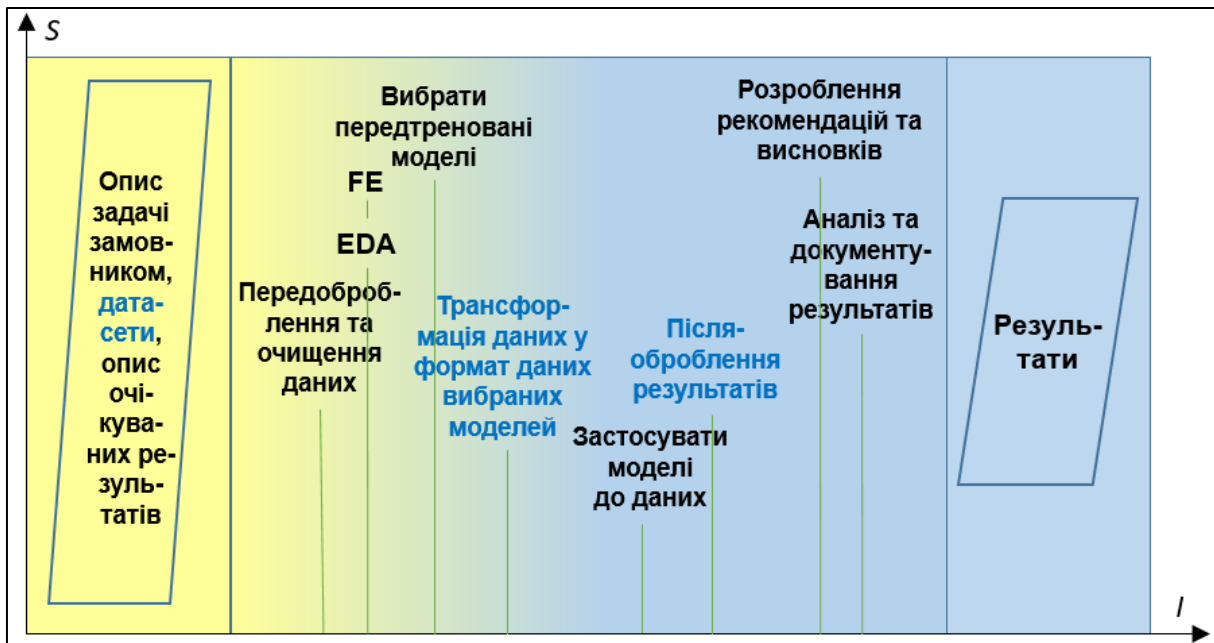 S
Опис
задачі
замов-
ником,
дата-
сети,
опис
очі-
кува-
них ре-
зуль-
татів
Вибрати
передтреновані
моделі
FE
EDA
Передоброб-
лення та
очищення
даних
Трансфор-
мація даних у
формат даних
вибраних
моделей
Після-
оброблення
результатів
Застосувати
моделі
до даних
Розроблення
рекомендацій та
висновків
Аналіз та
документу-
вання
результатів
Резуль-
тати
I